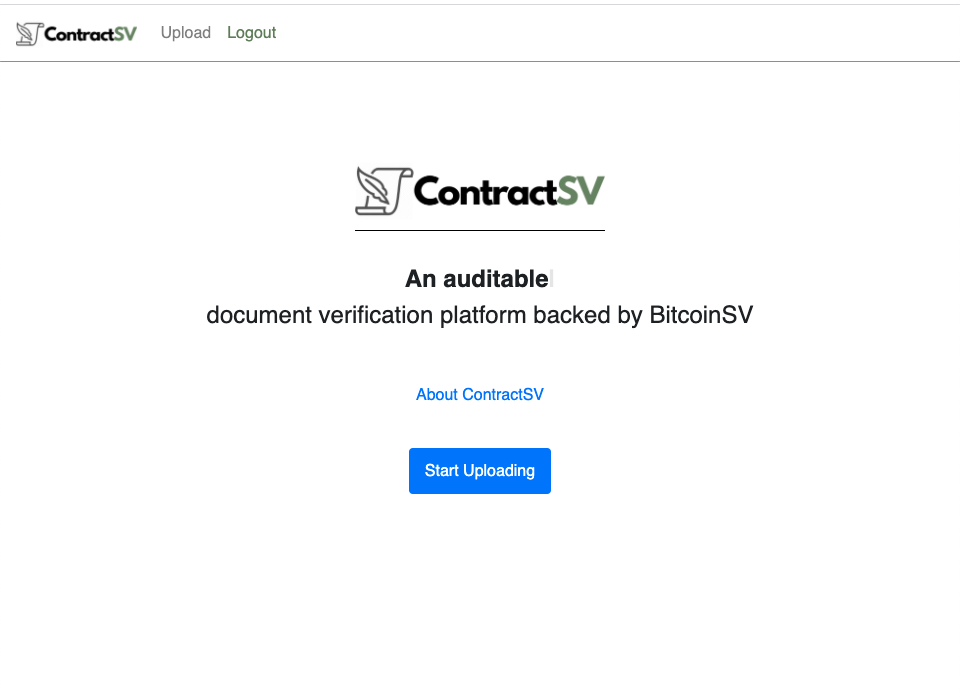 ContractSV Upload Logout
ContractSV
An auditable
document verification platform backed by BitcoinSV
About ContractSV
Start Uploading